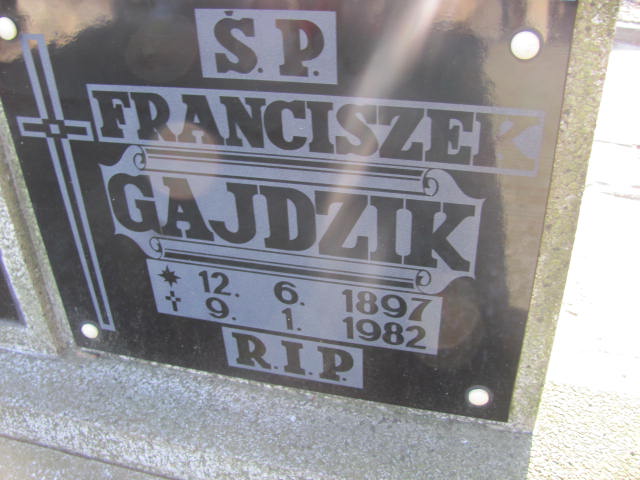 Ś. P.
FRANCISZEK
GAJDZIK
12. 6. 1897
9. 1. 1982
R.I.P.